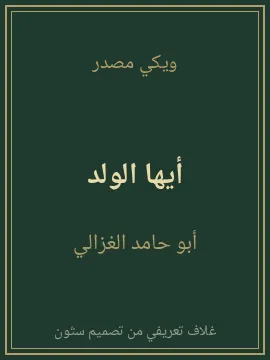 ويكي مصدر
أيها الولد
أبو حامد الغزالي
غلاف تعريفي من تصميم سثون